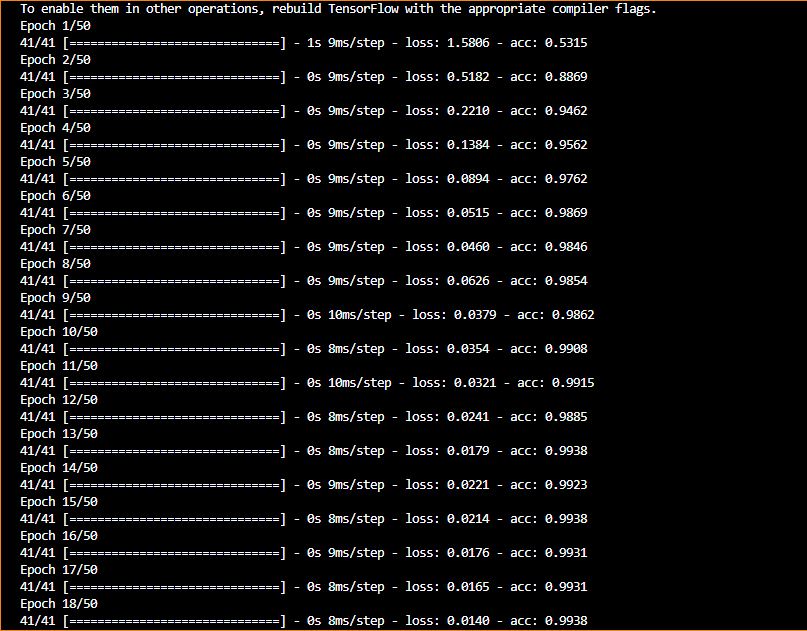 To enable them in other operations, rebuild TensorFlow with the appropriate compiler flags.
Epoch 1/50
41/41 [==============================] - 1s 9ms/step - loss: 1.5806 - acc: 0.5315
Epoch 2/50
41/41 [==============================] - 0s 9ms/step - loss: 0.5182 - acc: 0.8869
Epoch 3/50
41/41 [==============================] - 0s 9ms/step - loss: 0.2210 - acc: 0.9462
Epoch 4/50
41/41 [==============================] - 0s 9ms/step - loss: 0.1384 - acc: 0.9562
Epoch 5/50
41/41 [==============================] - 0s 9ms/step - loss: 0.0894 - acc: 0.9762
Epoch 6/50
41/41 [==============================] - 0s 9ms/step - loss: 0.0515 - acc: 0.9869
Epoch 7/50
41/41 [==============================] - 0s 9ms/step - loss: 0.0460 - acc: 0.9846
Epoch 8/50
41/41 [==============================] - 0s 9ms/step - loss: 0.0626 - acc: 0.9854
Epoch 9/50
41/41 [==============================] - 0s 10ms/step - loss: 0.0379 - acc: 0.9862
Epoch 10/50
41/41 [==============================] - 0s 8ms/step - loss: 0.0354 - acc: 0.9908
Epoch 11/50
41/41 [==============================] - 0s 10ms/step - loss: 0.0321 - acc: 0.9915
Epoch 12/50
41/41 [==============================] - 0s 8ms/step - loss: 0.0241 - acc: 0.9885
Epoch 13/50
41/41 [==============================] - 0s 8ms/step - loss: 0.0179 - acc: 0.9938
Epoch 14/50
41/41 [==============================] - 0s 9ms/step - loss: 0.0221 - acc: 0.9923
Epoch 15/50
41/41 [==============================] - 0s 8ms/step - loss: 0.0214 - acc: 0.9938
Epoch 16/50
41/41 [==============================] - 0s 9ms/step - loss: 0.0176 - acc: 0.9931
Epoch 17/50
41/41 [==============================] - 0s 8ms/step - loss: 0.0165 - acc: 0.9931
Epoch 18/50
41/41 [==============================] - 0s 8ms/step - loss: 0.0140 - acc: 0.9938